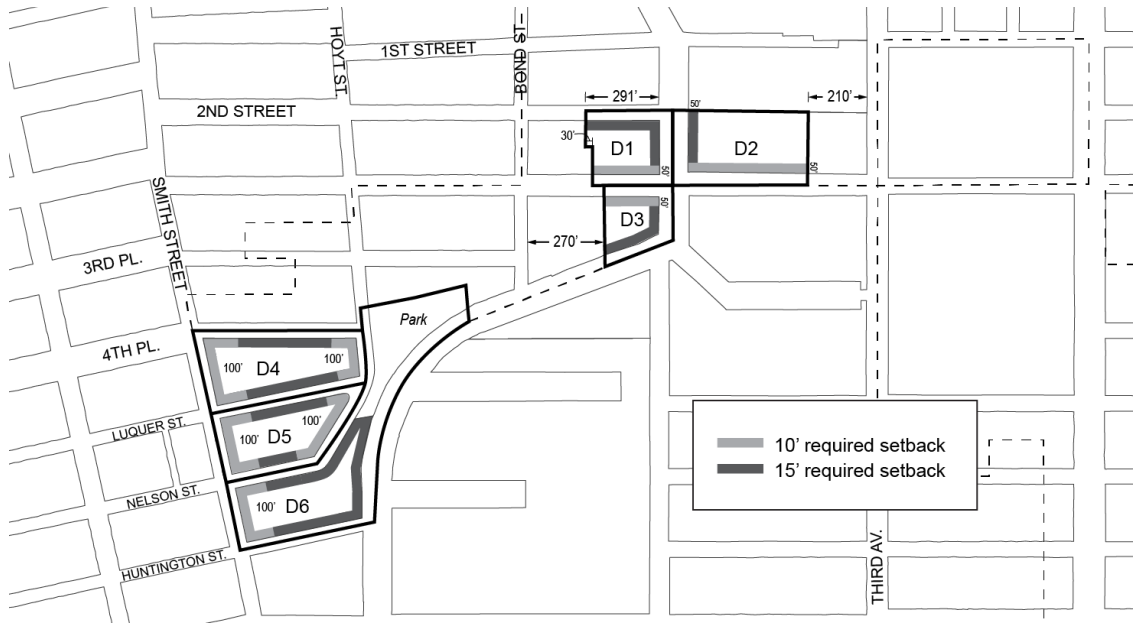 HOYT ST.
BOND ST
1ST STREET
2ND STREET
291'
50'
210'
30'
D1
D2
50'
50'
SMITH STREET
D3
50'
270'
3RD PL.
Park
4TH PL.
100'
D4
100'
LUQUER ST.
100'
D5
100'
10' required setback
15' required setback
NELSON ST.
100'
D6
HUNTINGTON ST.
THIRD AV.